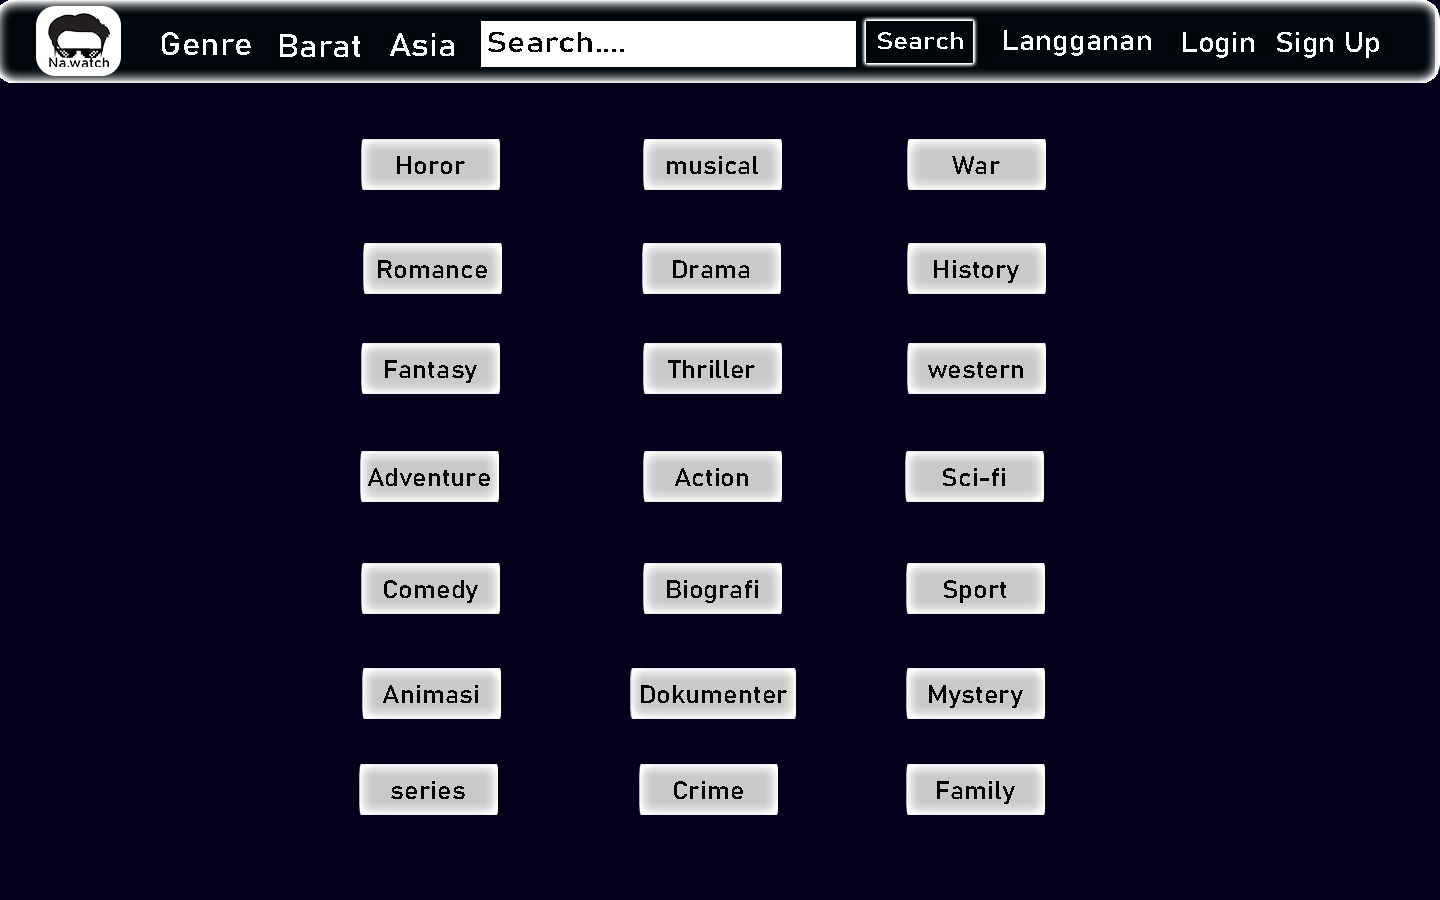 Na.watch
Genre Barat Asia Search.... Search Langganan Login Sign Up
Horor musical War
Romance Drama History
Fantasy Thriller western
Adventure Action Sci-fi
Comedy Biografi Sport
Animasi Dokumenter Mystery
series Crime Family